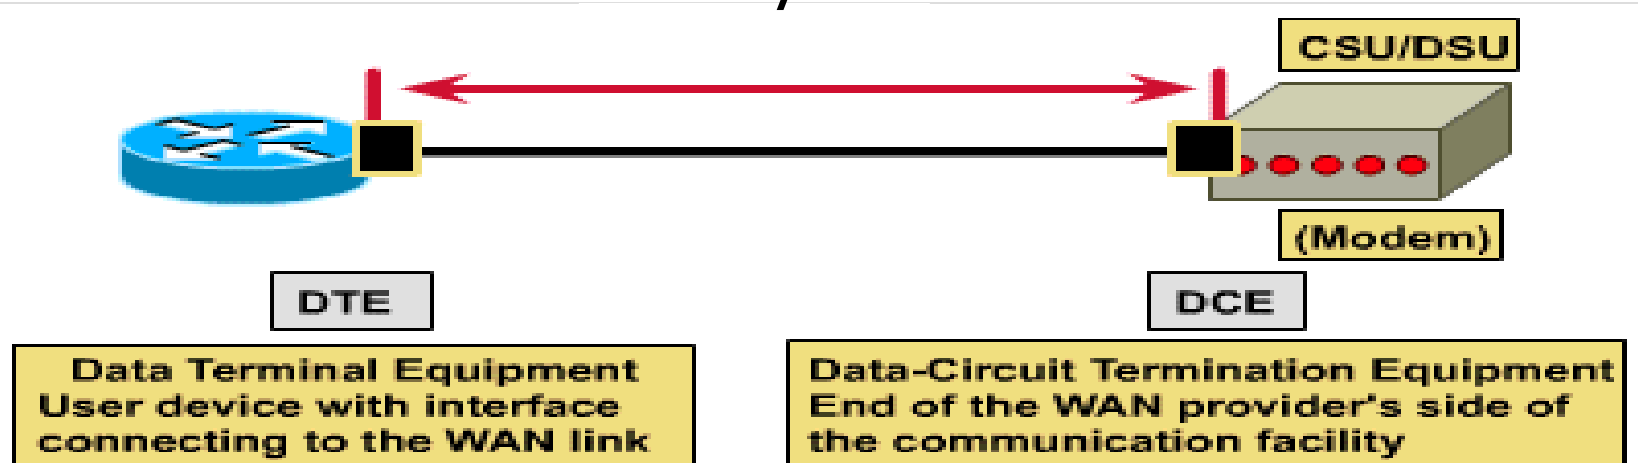 CSU/DSU
(Modem)
DTE
DCE
Data Terminal Equipment
User device with interface
connecting to the WAN link
Data-Circuit Termination Equipment
End of the WAN provider's side of
the communication facility